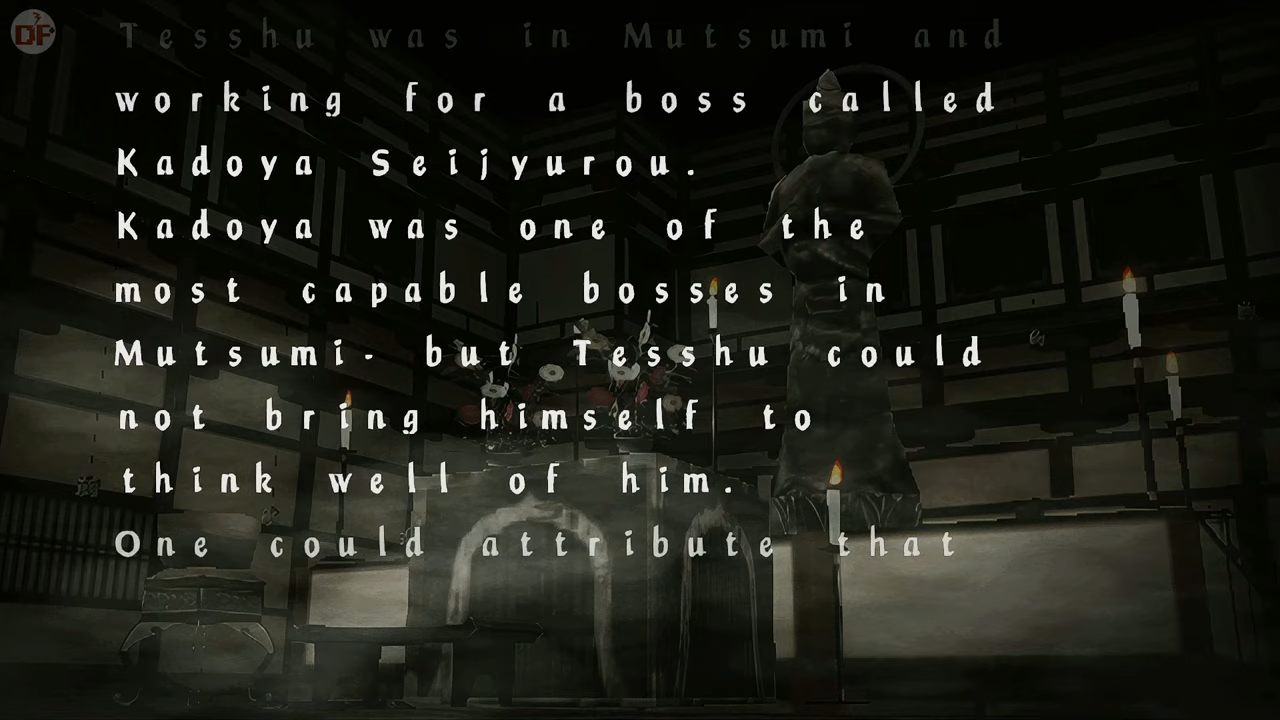 DF
Tesshu was in Mutsumi and
working for a boss called
Kadoya Seijyurou.
Kadoya was one of the
most capable bosses in
Mutsumi- but Tesshu could
not bring himself to
think well of him.
One could attribute that